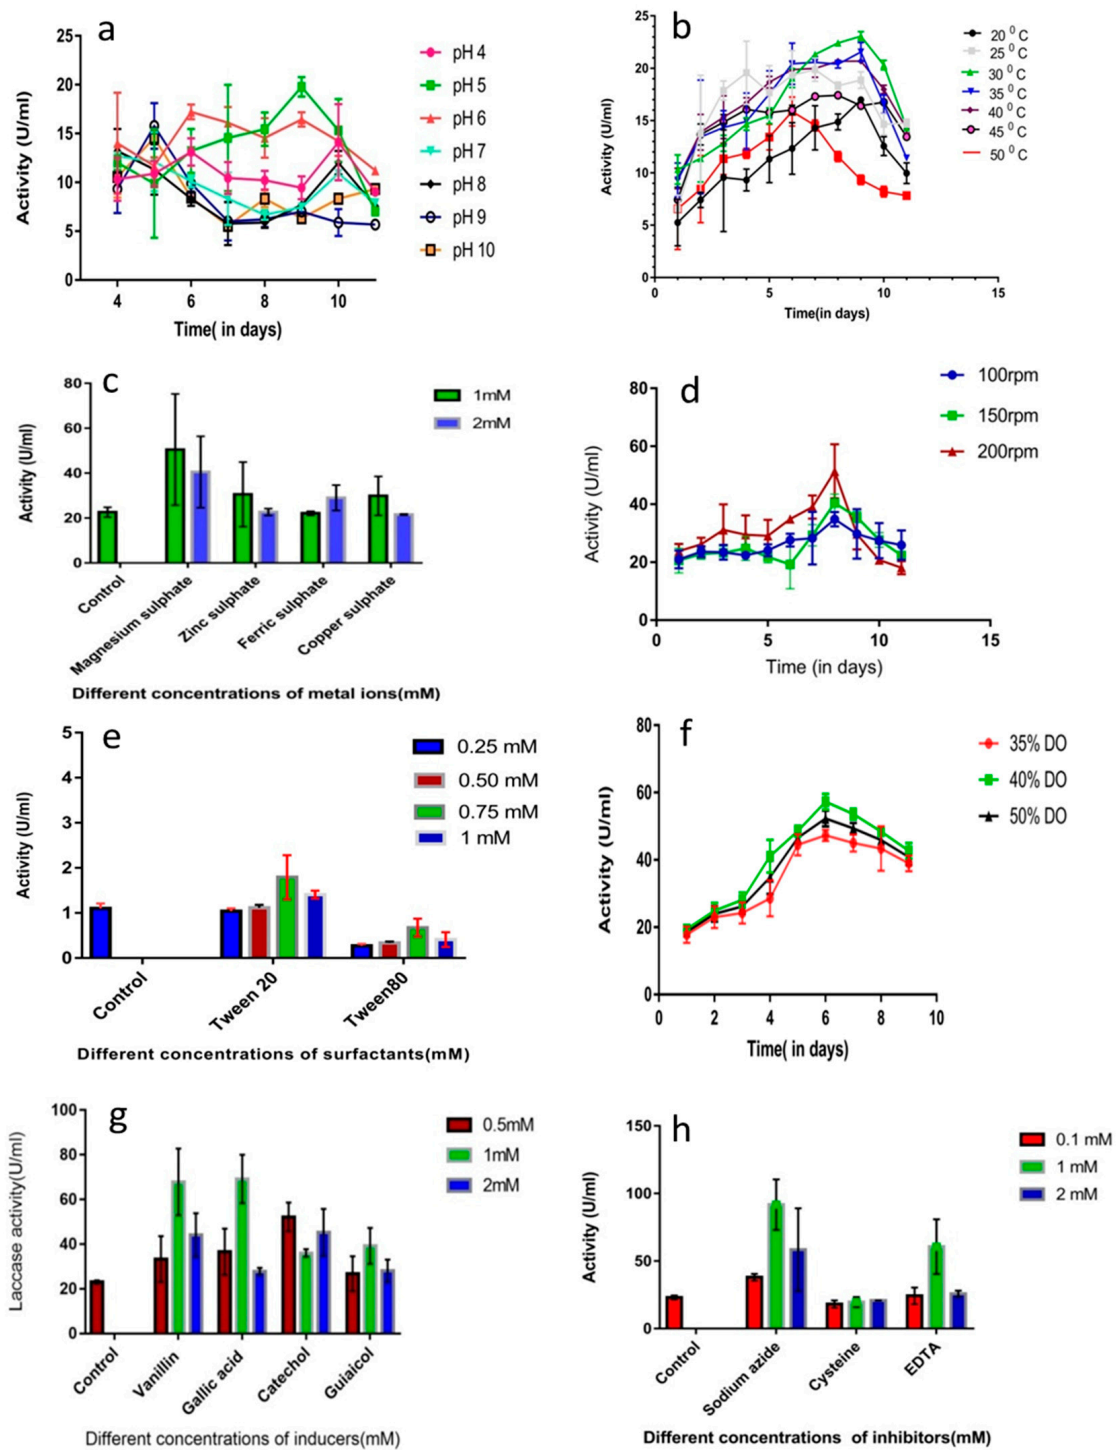 a
25
20
15
10
5
0
4 6 8 10
Activity (U/ml)
Time( in days)
pH 4
pH 5
pH 6
pH 7
pH 8
pH 9
pH 10
b
25
20
15
10
5
0
0 5 10 15
Activity (U/ml)
Time(in days)
20 ⁰ C
25 ⁰ C
30 ⁰ C
35 ⁰ C
40 ⁰ C
45 ⁰ C
50 ⁰ C
c
80
60
40
20
0
Activity (U/ml)
1mM
2mM
Control
Magnesium sulphate
Zinc sulphate
Ferric sulphate
Copper sulphate
Different concentrations of metal ions(mM)
d
80
60
40
20
0
0 5 10 15
Activity (U/ml)
Time (in days)
100rpm
150rpm
200rpm
e
5
4
3
2
1
0
Activity (U/ml)
0.25 mM
0.50 mM
0.75 mM
1 mM
Control
Tween 20
Tween80
Different concentrations of surfactants(mM)
f
80
60
40
20
0
0 2 4 6 8 10
Activity (U/ml)
Time( in days)
35% DO
40% DO
50% DO
g
100
80
60
40
20
0
Laccase activity(U/ml)
0.5mM
1mM
2mM
Control
Vanillin
Gallic acid
Catechol
Guiaicol
Different concentrations of inducers(mM)
h
150
100
50
0
Activity (U/ml)
0.1 mM
1 mM
2 mM
Control
Sodium azide
Cysteine
EDTA
Different concentrations of inhibitors(mM)